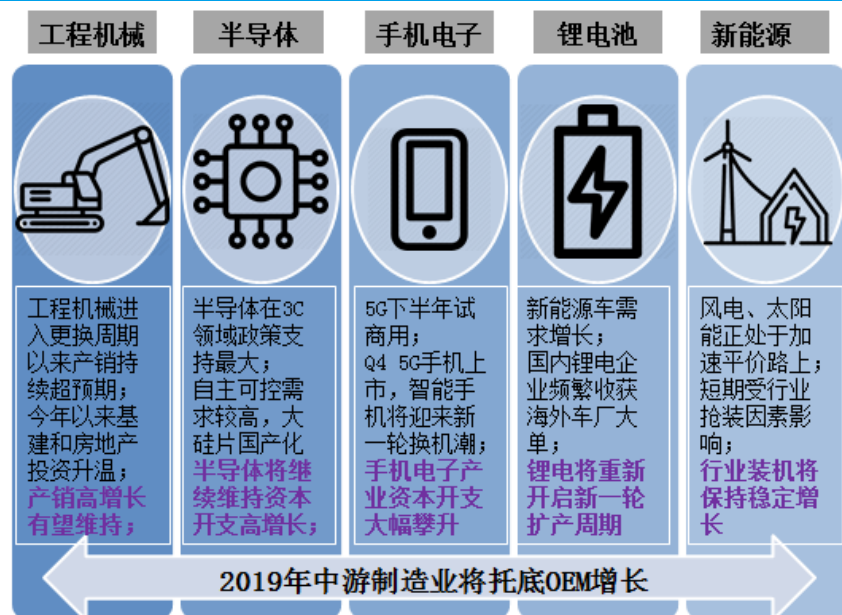 工程机械
半导体
手机电子
锂电池
新能源
工程机械进
入更换周期
以来产销持
续超预期;
今年以来基
建和房地产
投资升温;
产销高增长
有望维持;
半导体在3C
领域政策支
持最大;
自主可控需
求较高，大
硅片国产化
半导体将继
续维持资本
开支高增长;
5G下半年试
商用;
Q4 5G手机上
市，智能手
机将迎来新
一轮换机潮;
手机电子产
业资本开支
大幅攀升
新能源车需
求增长;
国内锂电企
业频繁收获
海外车厂大
单;
锂电将重新
开启新一轮
扩产周期
风电、太阳
能正处于加
速平价路上;
短期受行业
抢装因素影
响;
行业装机将
保持稳定增
长
2019年中游制造业将托底OEM增长